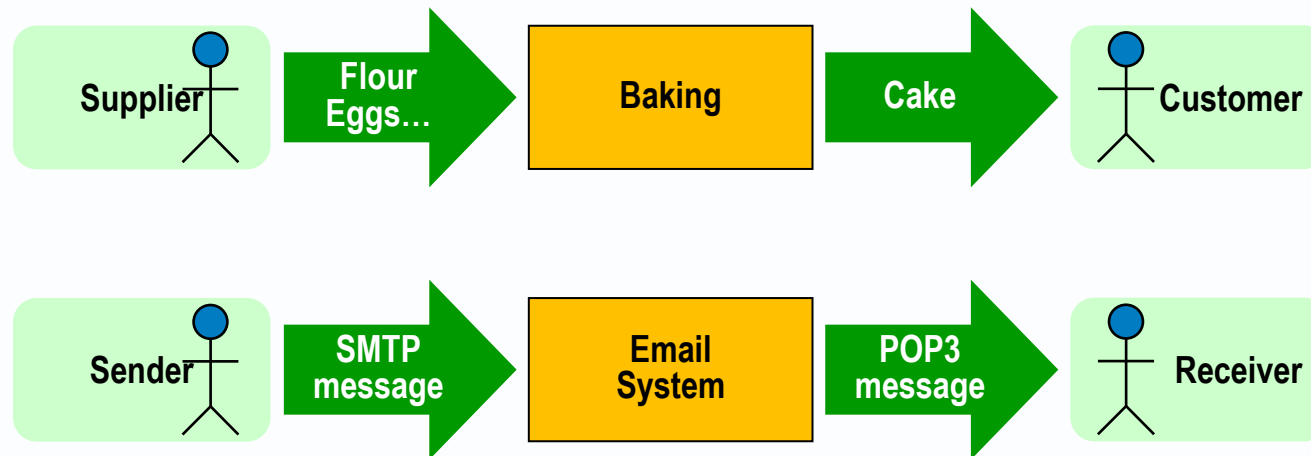 Supplier
Flour
Eggs…
Baking
Cake
Customer
Sender
SMTP
message
Email
System
POP3
message
Receiver